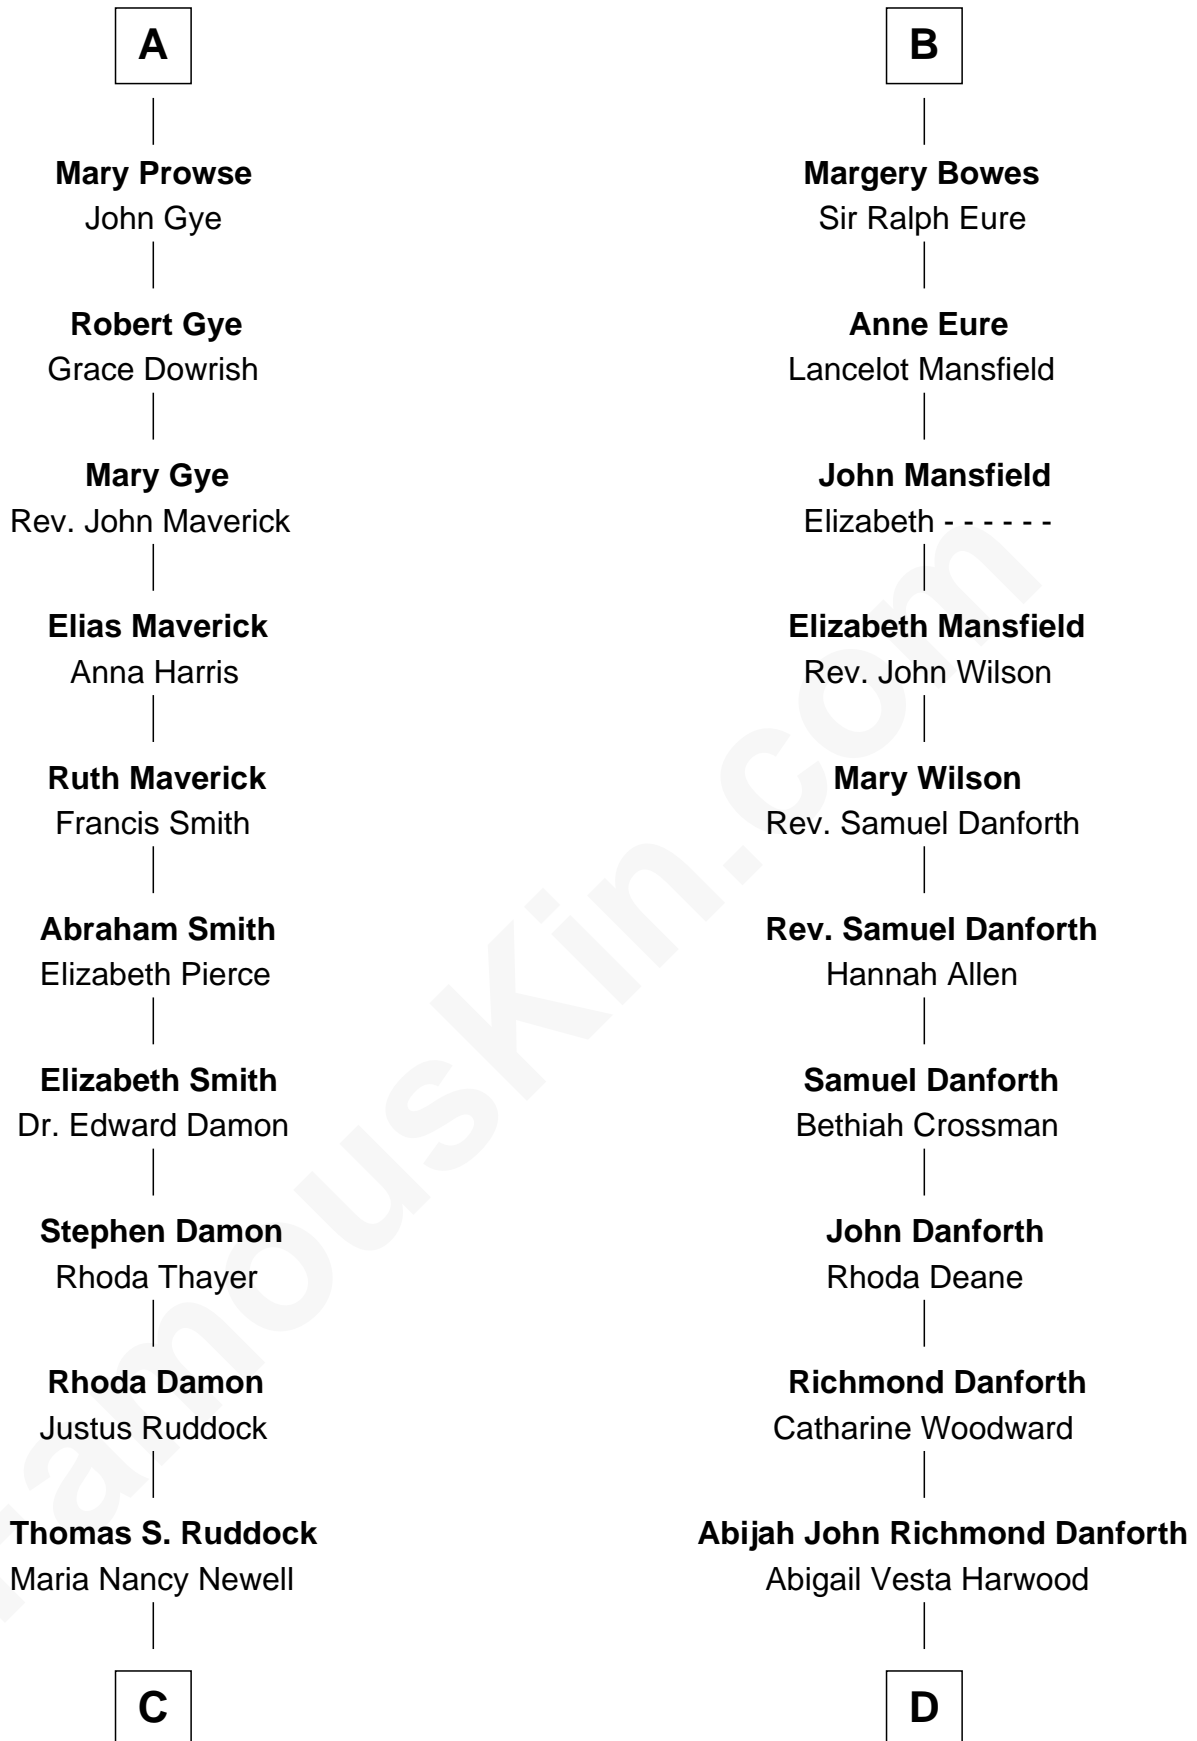 A
Mary Prowse
John Gye
Robert Gye
Grace Dowrish
Mary Gye
Rev. John Maverick
Elias Maverick
Anna Harris
Ruth Maverick
Francis Smith
Abraham Smith
Elizabeth Pierce
Elizabeth Smith
Dr. Edward Damon
Stephen Damon
Rhoda Thayer
Rhoda Damon
Justus Ruddock
Thomas S. Ruddock
Maria Nancy Newell
C
B
Margery Bowes
Sir Ralph Eure
Anne Eure
Lancelot Mansfield
John Mansfield
Elizabeth - - - - - -
Elizabeth Mansfield
Rev. John Wilson
Mary Wilson
Rev. Samuel Danforth
Rev. Samuel Danforth
Hannah Allen
Samuel Danforth
Bethiah Crossman
John Danforth
Rhoda Deane
Richmond Danforth
Catharine Woodward
Abijah John Richmond Danforth
Abigail Vesta Harwood
D
FamousKin.com